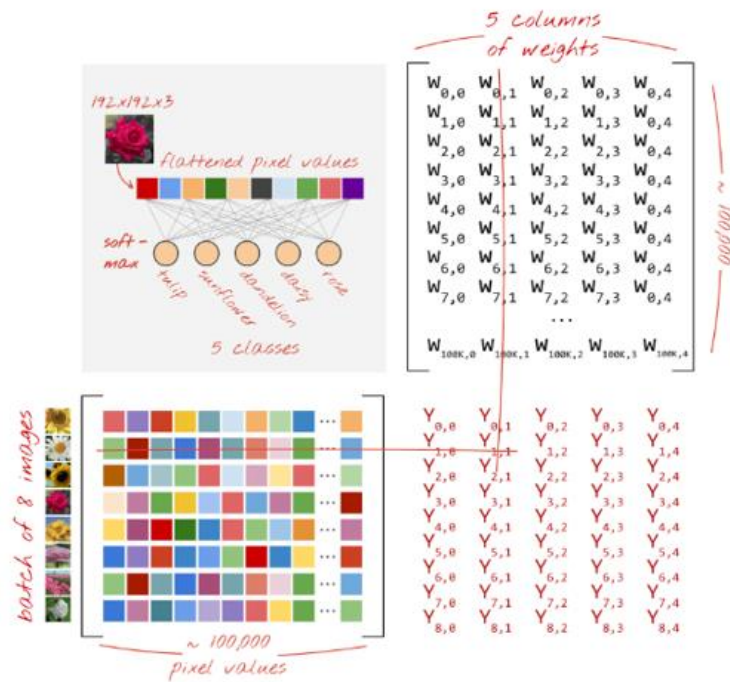 5 columns
of weights
192x192x3
flattened pixel values
soft-
max
tulip
sunflower
dandelion
daisy
rose
5 classes
W0,0 W0,1 W0,2 W0,3 W0,4
W1,0 W1,1 W1,2 W1,3 W0,4
W2,0 W2,1 W2,2 W2,3 W0,4
W3,0 W3,1 W3,2 W3,3 W0,4
W4,0 W4,1 W4,2 W4,3 W0,4
W5,0 W5,1 W5,2 W5,3 W0,4
W6,0 W6,1 W6,2 W6,3 W0,4
W7,0 W7,1 W7,2 W7,3 W0,4
...
W100K,0 W100K,1 W100K,2 W100K,3 W100K,4
~ 100,000
batch of 8 images
...
...
...
...
...
...
...
...
~ 100,000
pixel values
Y0,0 Y0,1 Y0,2 Y0,3 Y0,4
Y1,0 Y1,1 Y1,2 Y1,3 Y1,4
Y2,0 Y2,1 Y2,2 Y2,3 Y2,4
Y3,0 Y3,1 Y3,2 Y3,3 Y3,4
Y4,0 Y4,1 Y4,2 Y4,3 Y4,4
Y5,0 Y5,1 Y5,2 Y5,3 Y5,4
Y6,0 Y6,1 Y6,2 Y6,3 Y6,4
Y7,0 Y7,1 Y7,2 Y7,3 Y7,4
Y8,0 Y8,1 Y8,2 Y8,3 Y8,4